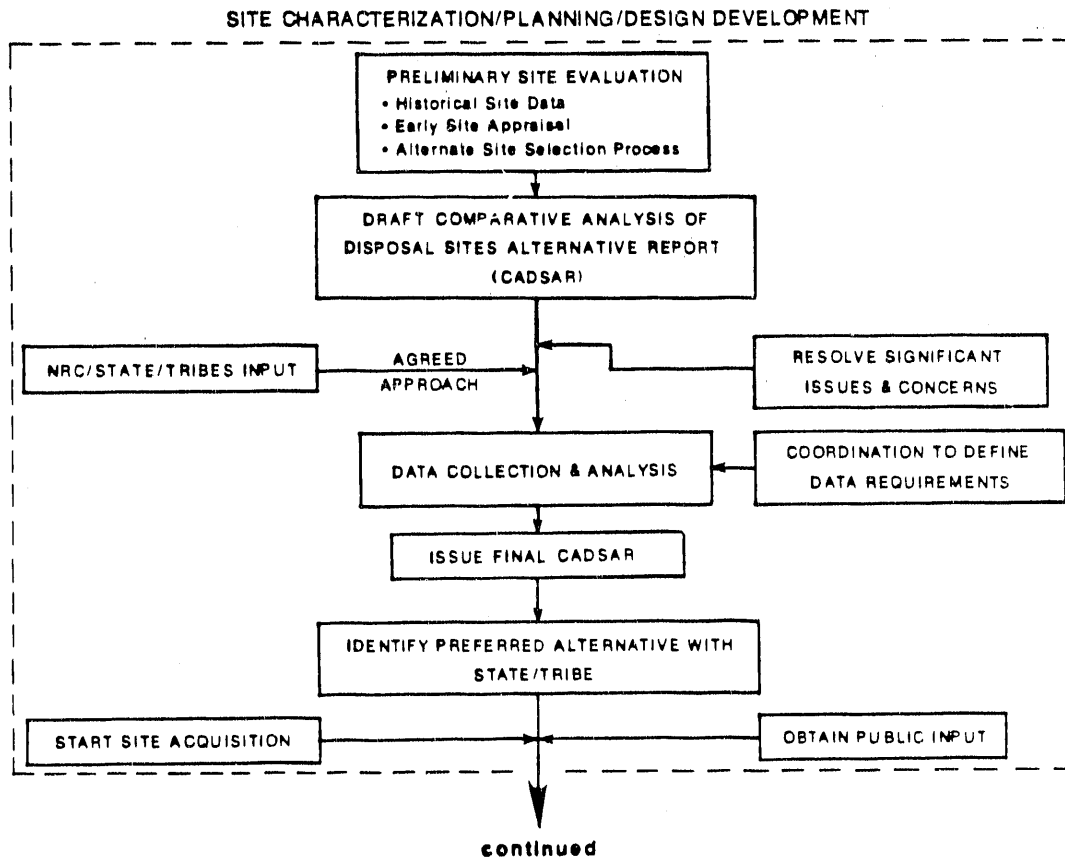 SITE CHARACTERIZATION/PLANNING/DESIGN DEVELOPMENT
PRELIMINARY SITE EVALUATION
• Historical Site Data
• Early Site Appraisal
• Alternate Site Selection Process
DRAFT COMPARATIVE ANALYSIS OF
DISPOSAL SITES ALTERNATIVE REPORT
(CADSAR)
NRC/STATE/TRIBES INPUT
AGREED
APPROACH
RESOLVE SIGNIFICANT
ISSUES & CONCERNS
DATA COLLECTION & ANALYSIS
COORDINATION TO DEFINE
DATA REQUIREMENTS
ISSUE FINAL CADSAR
IDENTIFY PREFERRED ALTERNATIVE WITH
STATE/TRIBE
START SITE ACQUISITION
OBTAIN PUBLIC INPUT
continued